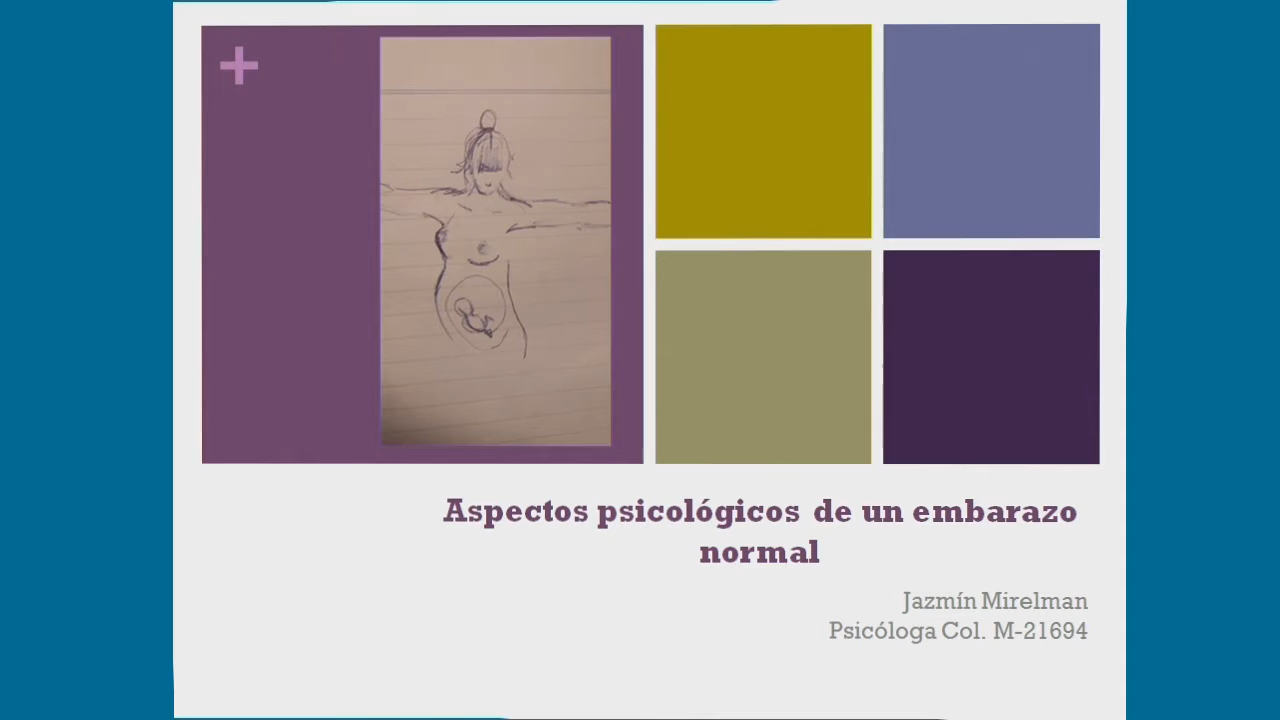 Aspectos psicológicos de un embarazo
normal
Jazmín Mirelman
Psicóloga Col. M-21694